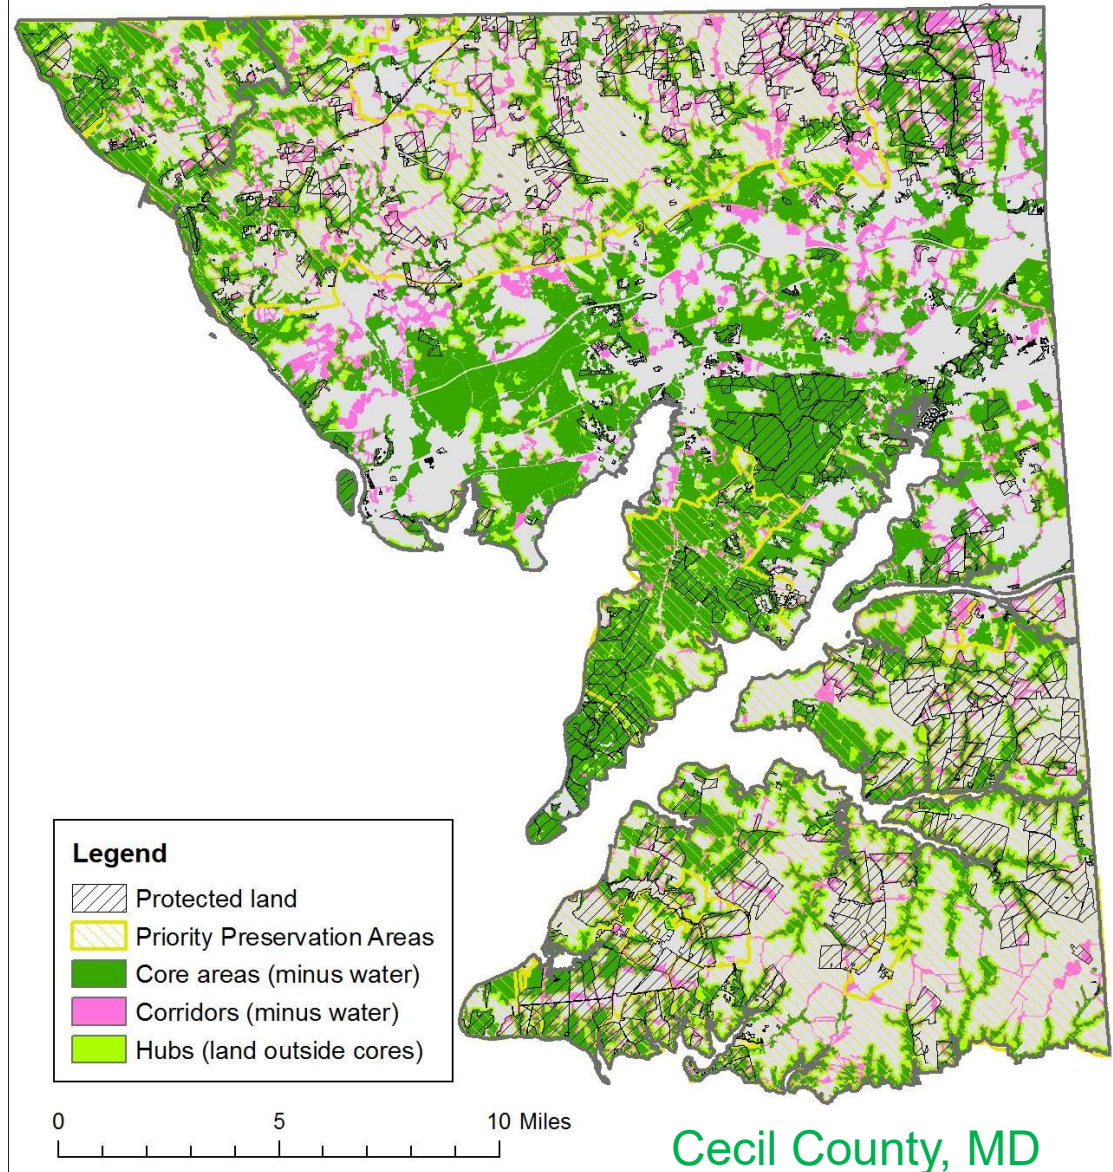 Legend
Protected land
Priority Preservation Areas
Core areas (minus water)
Corridors (minus water)
Hubs (land outside cores)
0 5 10 Miles
Cecil County, MD